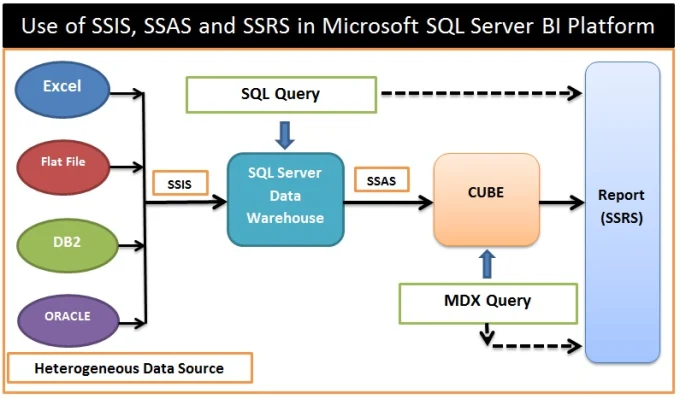 Use of SSIS, SSAS and SSRS in Microsoft SQL Server BI Platform
Excel
SQL Query
Flat File
SSIS
SQL Server
Data
Warehouse
SSAS
CUBE
Report
(SSRS)
DB2
MDX Query
ORACLE
Heterogeneous Data Source